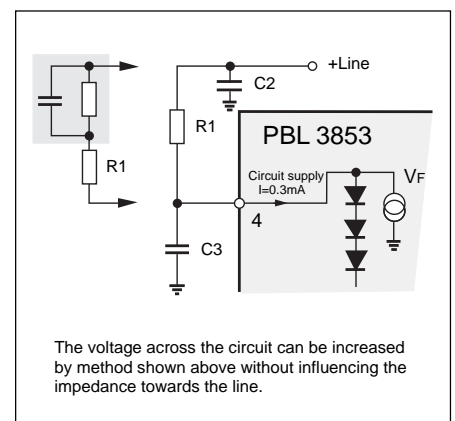 +Line
C2
R1
PBL 3853
R1
Circuit supply
I=0.3mA
VF
4
C3
The voltage across the circuit can be increased
by method shown above without influencing the
impedance towards the line.